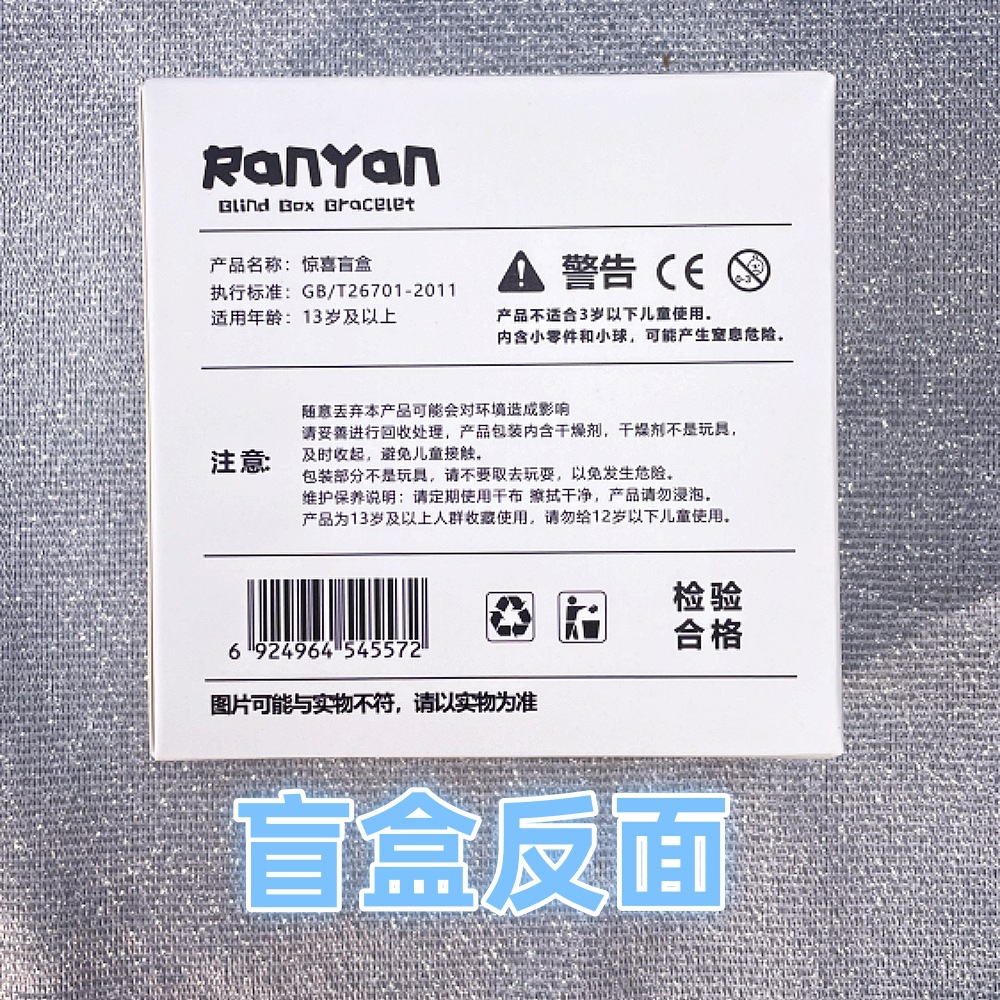 RanYan
Blind Box Bracelet
产品名称：惊喜盲盒
执行标准：GB/T26701-2011
适用年龄：13岁及以上
警告 CE
0-3
产品不适合3岁以下儿童使用。
内含小零件和小球，可能产生窒息危险。
注意:
随意丢弃本产品可能会对环境造成影响
请妥善进行回收处理，产品包装内含干燥剂，干燥剂不是玩具，
及时收起，避免儿童接触。
包装部分不是玩具，请不要取去玩耍，以免发生危险。
维护保养说明：请定期使用干布 擦拭干净，产品请勿浸泡。
产品为13岁及以上人群收藏使用，请勿给12岁以下儿童使用。
6 924964 545572
检验
合格
图片可能与实物不符，请以实物为准
盲盒反面